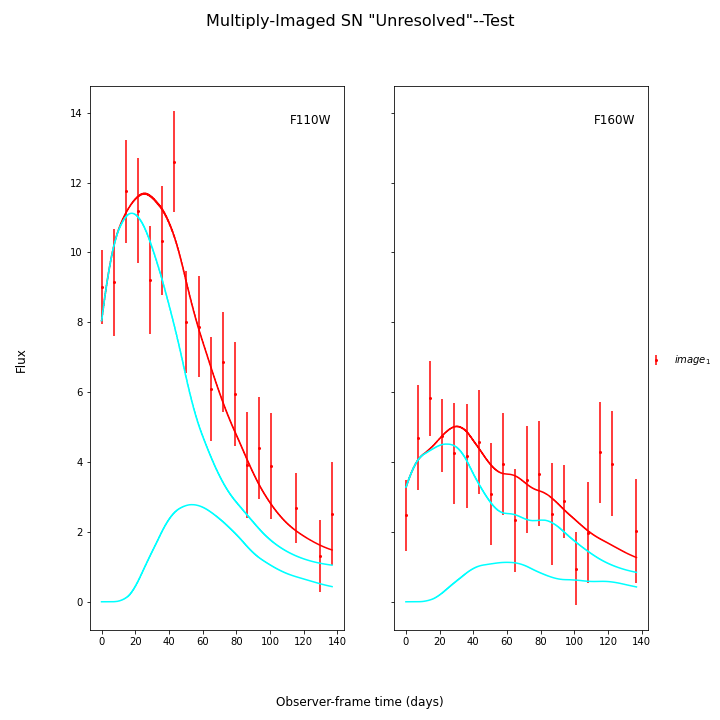 Multiply-Imaged SN "Unresolved"--Test
F110W
F160W
14
12
10
8
6
4
2
0
Flux
image1
0 20 40 60 80 100 120 140
0 20 40 60 80 100 120 140
Observer-frame time (days)